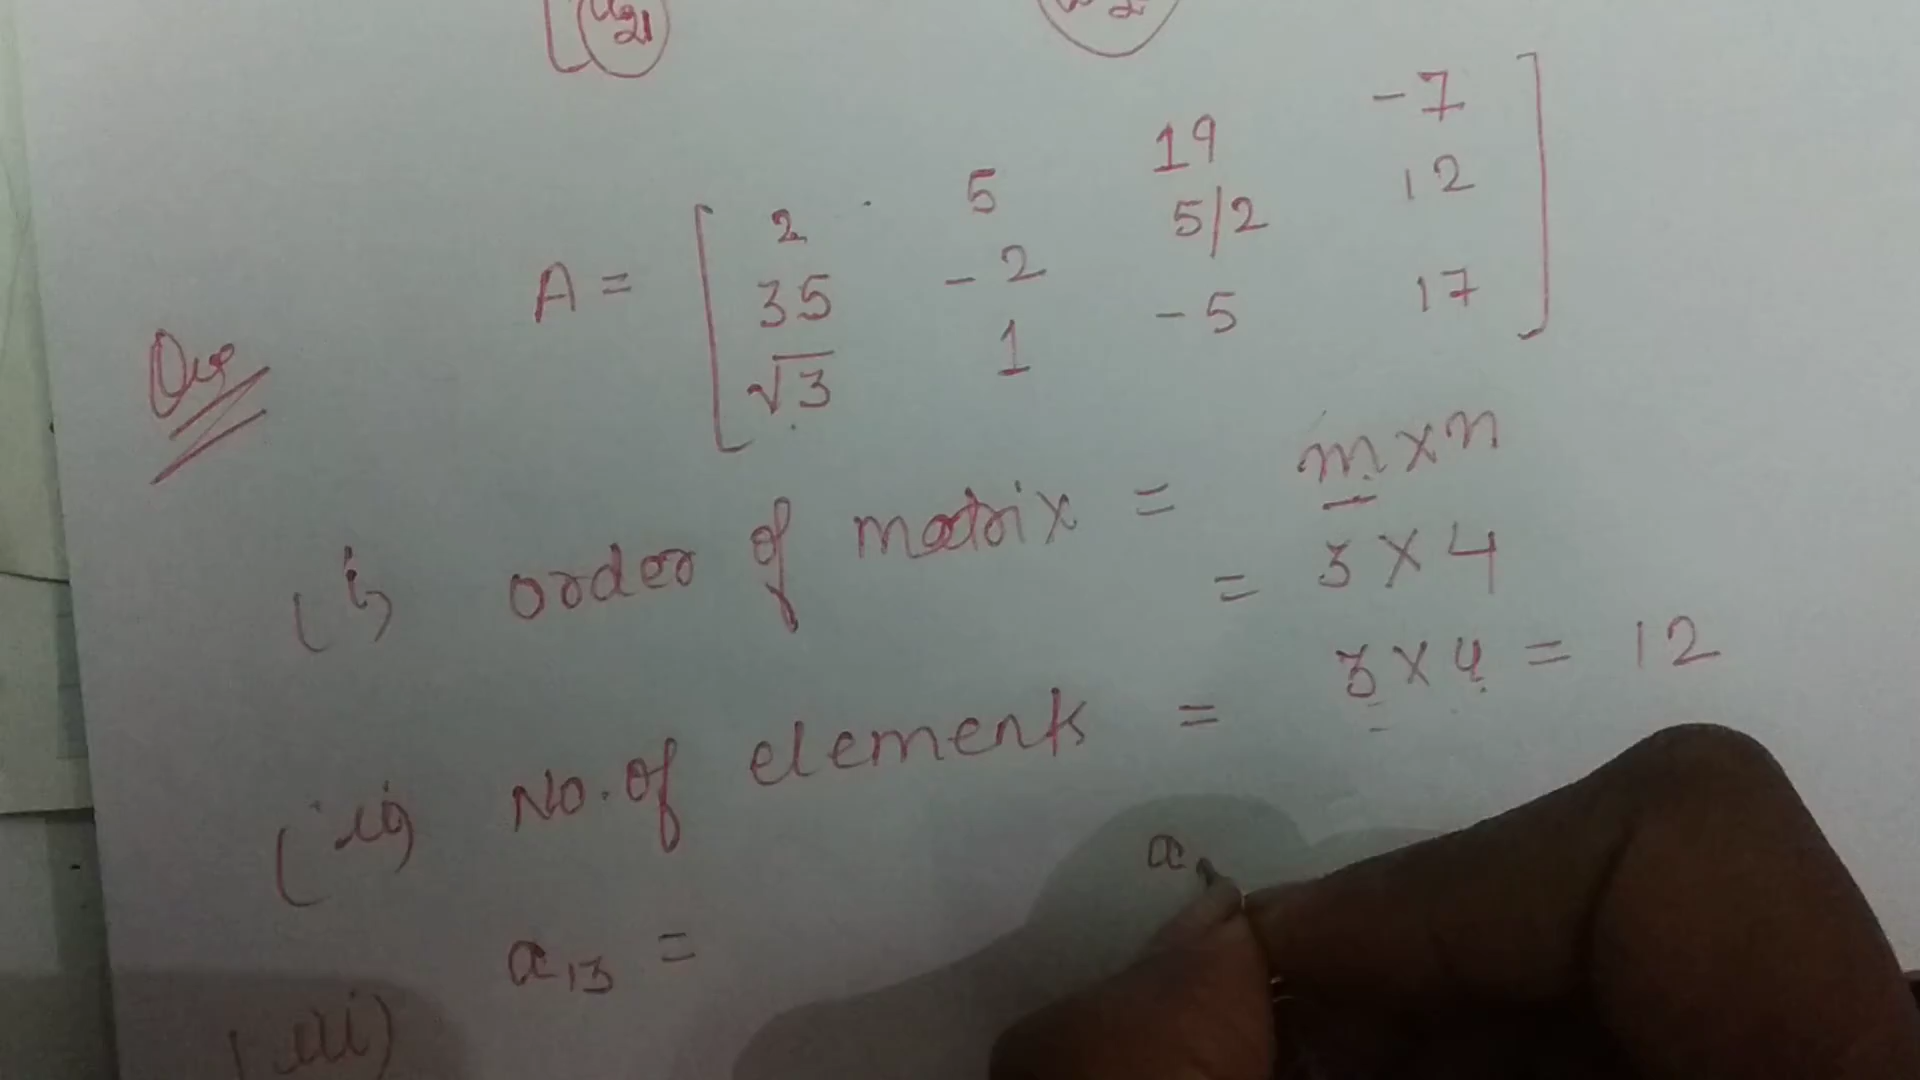 a21
2 5 19 -7
A = 35 -2 5/2 12
√3 1 -5 17
Que
(i) order of matrix = m×n
= 3×4
(ii) No. of elements = 3×4 = 12
(iii) a13 = a